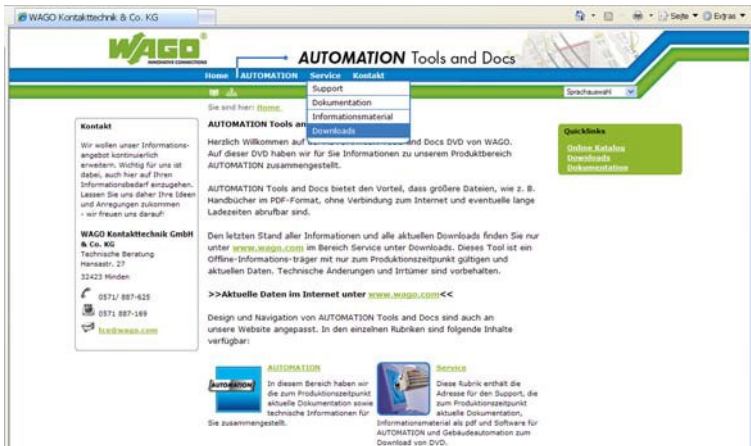 WAGO Kontakttechnik & Co. KG
Seite
Extras
WAGO
INNOVATIVE CONNECTIONS
AUTOMATION Tools and Docs
Home AUTOMATION Service Kontakt
Support
Dokumentation
Informationsmaterial
Downloads
Sprachauswahl
Sie sind hier: Home.
Kontakt
Wir wollen unser Informations-
angebot kontinuierlich
erweitern. Wichtig für uns ist
dabei, auch hier auf Ihren
Informationsbedarf einzugehen.
Lassen Sie uns daher Ihre Ideen
und Anregungen zukommen
- wir freuen uns darauf!
WAGO Kontakttechnik GmbH
& Co. KG
Technische Beratung
Hansastr. 27
32423 Minden
0571/ 887-625
0571 887-169
AUTOMATION Tools an
Herzlich Willkommen auf and Docs DVD von WAGO.
Auf dieser DVD haben wir für Sie Informationen zu unserem Produktbereich
AUTOMATION zusammengestellt.
AUTOMATION Tools and Docs bietet den Vorteil, dass größere Dateien, wie z. B.
Handbücher im PDF-Format, ohne Verbindung zum Internet und eventuelle lange
Ladezeiten abrufbar sind.
Den letzten Stand aller Informationen und alle aktuellen Downloads finden Sie nur
unter www.wago.com im Bereich Service unter Downloads. Dieses Tool ist ein
Offline-Informations-träger mit nur zum Produktionszeitpunkt gültigen und
aktuellen Daten. Technische Änderungen und Irrtümer sind vorbehalten.
>>Aktuelle Daten im Internet unter www.wago.com<<
Design und Navigation von AUTOMATION Tools and Docs sind auch an
unsere Website angepasst. In den einzelnen Rubriken sind folgende Inhalte
verfügbar:
AUTOMATION
AUTOMATION
In diesem Bereich haben wir
die zum Produktionszeitpunkt
aktuelle Dokumentation sowie
technische Informationen für
Sie zusammengestellt.
Service
Diese Rubrik enthält die
Adresse für den Support, die
zum Produktionszeitpunkt
aktuelle Dokumentation,
Informationsmaterial als pdf und Software für
AUTOMATION und Gebäudeautomation zum
Download von DVD.
Quicklinks
Online Katalog
Downloads
Dokumentation